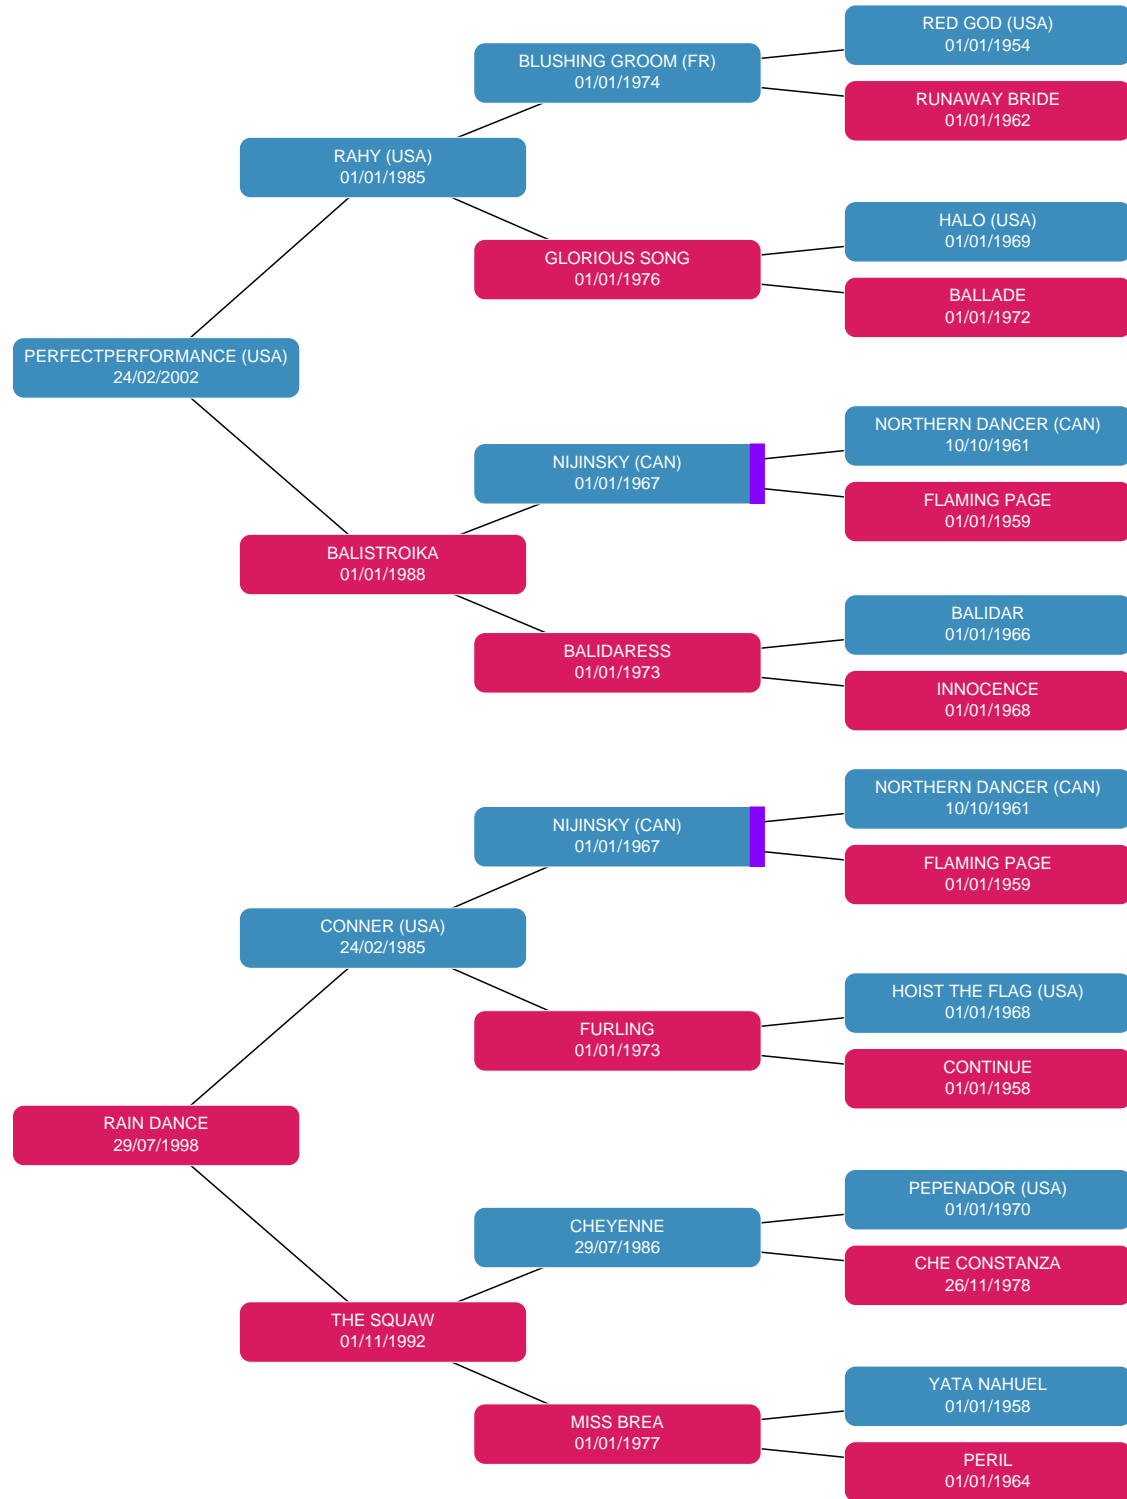 RED GOD (USA)
01/01/1954
BLUSHING GROOM (FR)
01/01/1974
RUNAWAY BRIDE
01/01/1962
RAHY (USA)
01/01/1985
HALO (USA)
01/01/1969
GLORIOUS SONG
01/01/1976
BALLADE
01/01/1972
PERFECTPERFORMANCE (USA)
24/02/2002
NORTHERN DANCER (CAN)
10/10/1961
NIJINSKY (CAN)
01/01/1967
FLAMING PAGE
01/01/1959
BALISTROIKA
01/01/1988
BALIDAR
01/01/1966
BALIDARESS
01/01/1973
INNOCENCE
01/01/1968
NORTHERN DANCER (CAN)
10/10/1961
NIJINSKY (CAN)
01/01/1967
FLAMING PAGE
01/01/1959
CONNER (USA)
24/02/1985
HOIST THE FLAG (USA)
01/01/1968
FURLING
01/01/1973
CONTINUE
01/01/1958
RAIN DANCE
29/07/1998
PEPENADOR (USA)
01/01/1970
CHEYENNE
29/07/1986
CHE CONSTANZA
26/11/1978
THE SQUAW
01/11/1992
YATA NAHUEL
01/01/1958
MISS BREA
01/01/1977
PERIL
01/01/1964